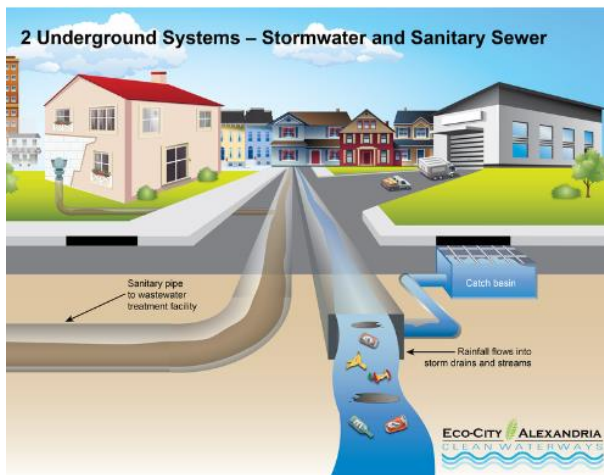 2 Underground Systems – Stormwater and Sanitary Sewer
Sanitary pipe
to wastewater
treatment facility
Catch basin
Rainfall flows into
storm drains and streams
ECO-CITY ALEXANDRIA
CLEAN WATERWAYS